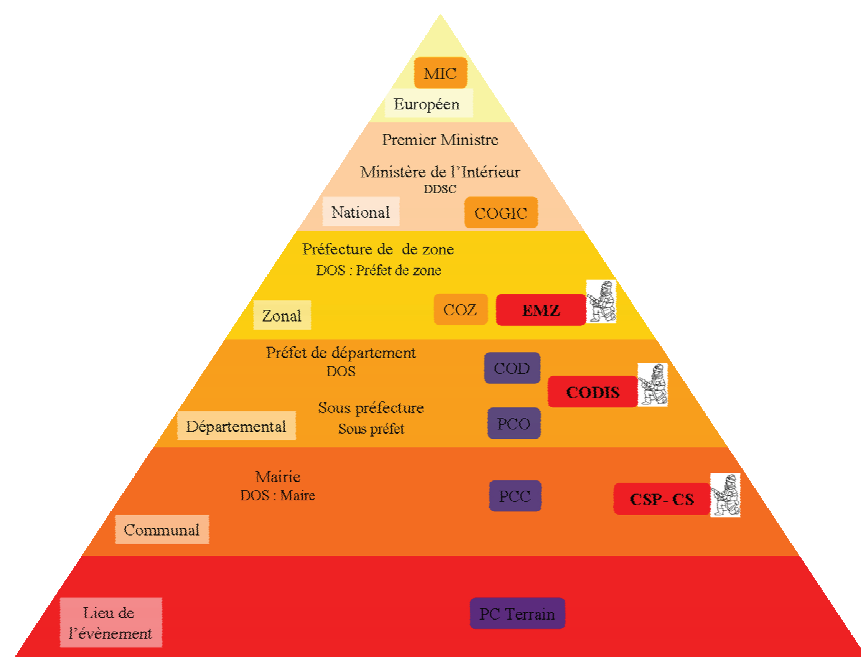 MIC
Européen
Premier Ministre
Ministère de l'Intérieur
DDSC
National
COGIC
Préfecture de de zone
DOS : Préfet de zone
Zonal
COZ
EMZ
Préfet de département
DOS
COD
CODIS
Sous préfecture
Sous préfet
Départemental
PCO
Mairie
DOS : Maire
PCC
CSP- CS
Communal
Lieu de
l'évènement
PC Terrain